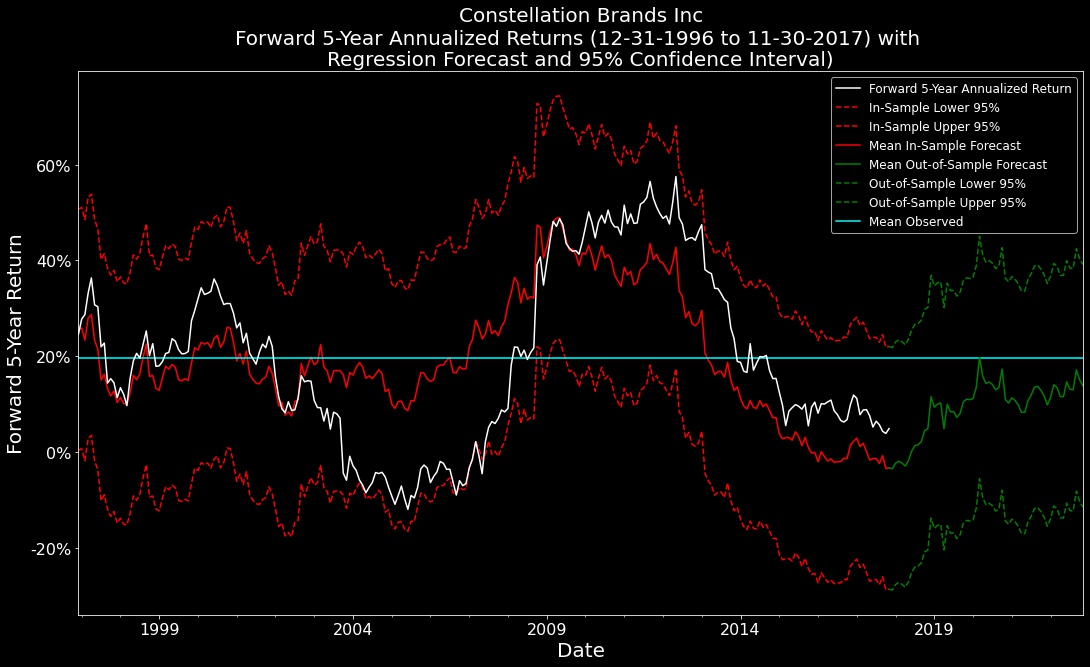 Constellation Brands Inc
Forward 5-Year Annualized Returns (12-31-1996 to 11-30-2017) with
Regression Forecast and 95% Confidence Interval)
Forward 5-Year Annualized Return
In-Sample Lower 95%
In-Sample Upper 95%
Mean In-Sample Forecast
Mean Out-of-Sample Forecast
Out-of-Sample Lower 95%
Out-of-Sample Upper 95%
Mean Observed
Forward 5-Year Return
60%
40%
20%
0%
-20%
1999 2004 2009 2014 2019
Date